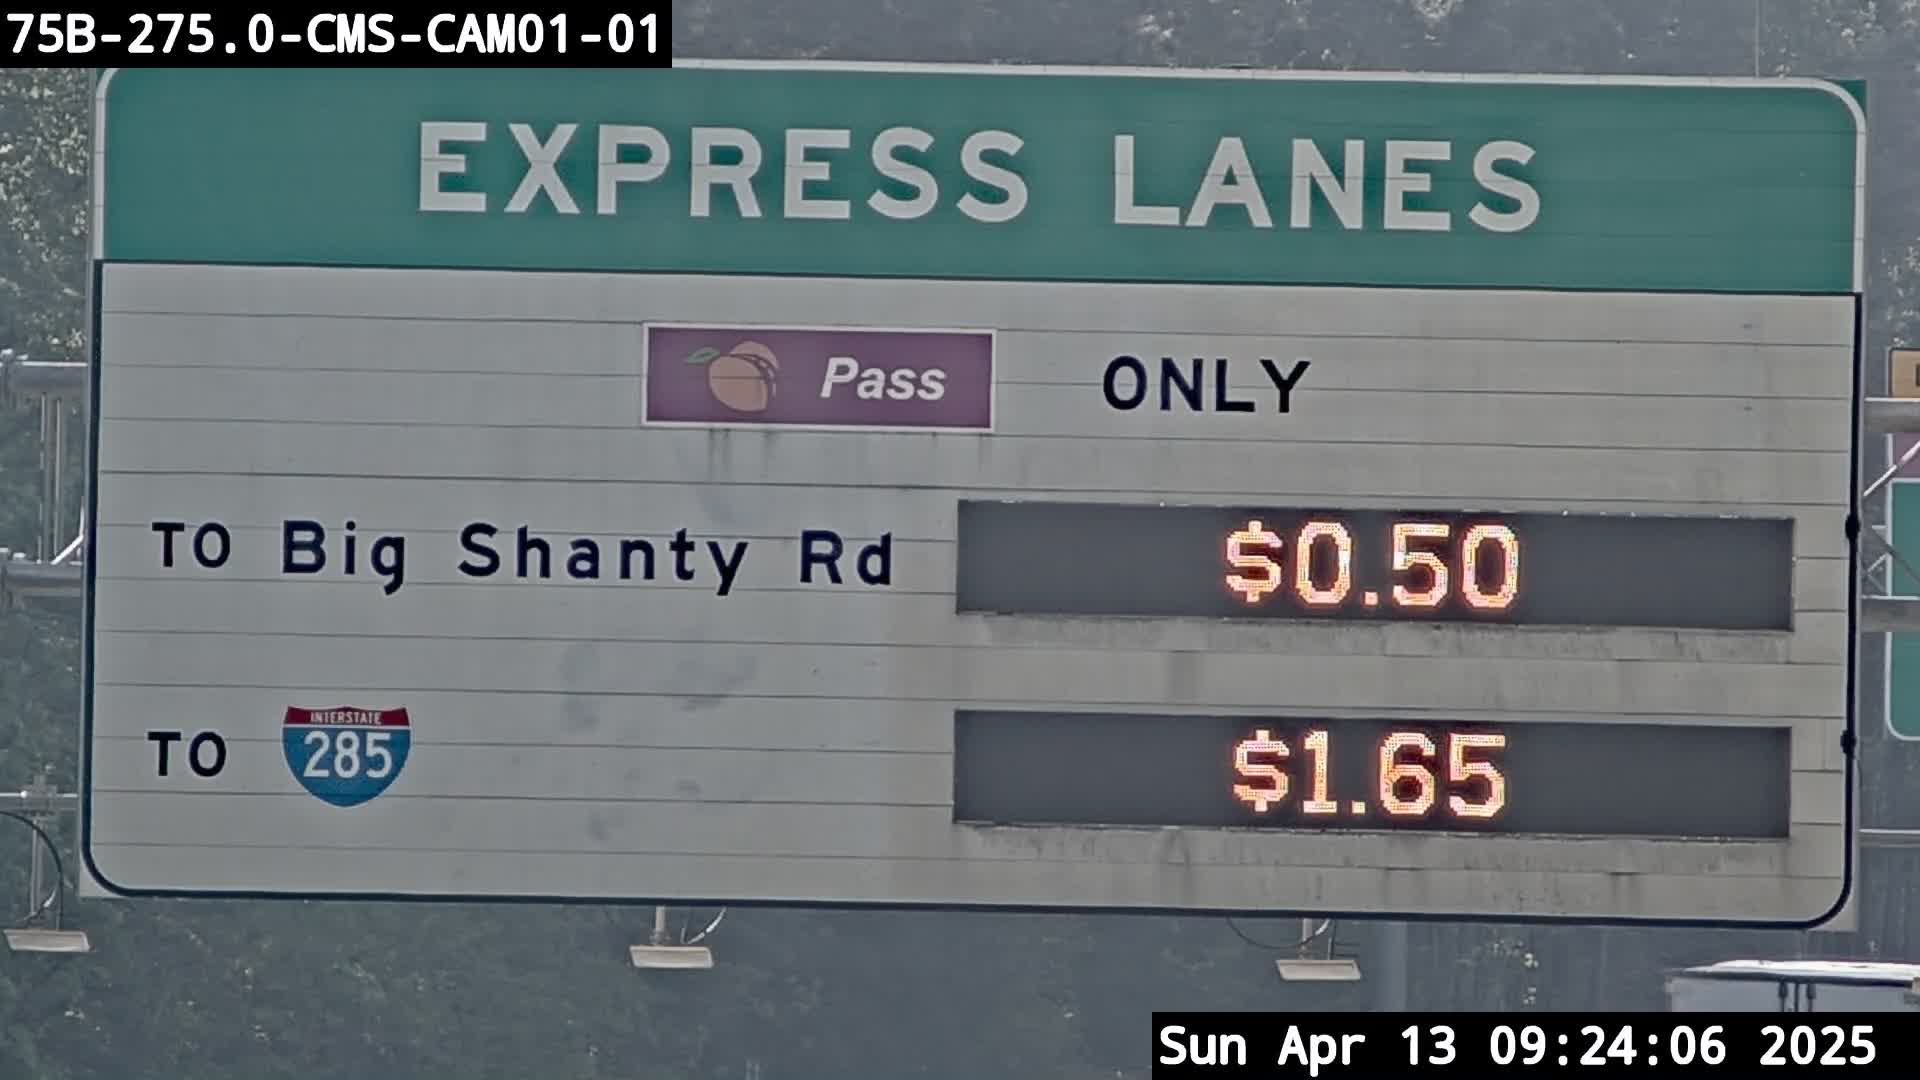 75B-275.0-CMS-CAM01-01
EXPRESS LANES
Pass ONLY
TO Big Shanty Rd $0.50
INTERSTATE
TO 285 $1.65
Sun Apr 13 09:24:06 2025